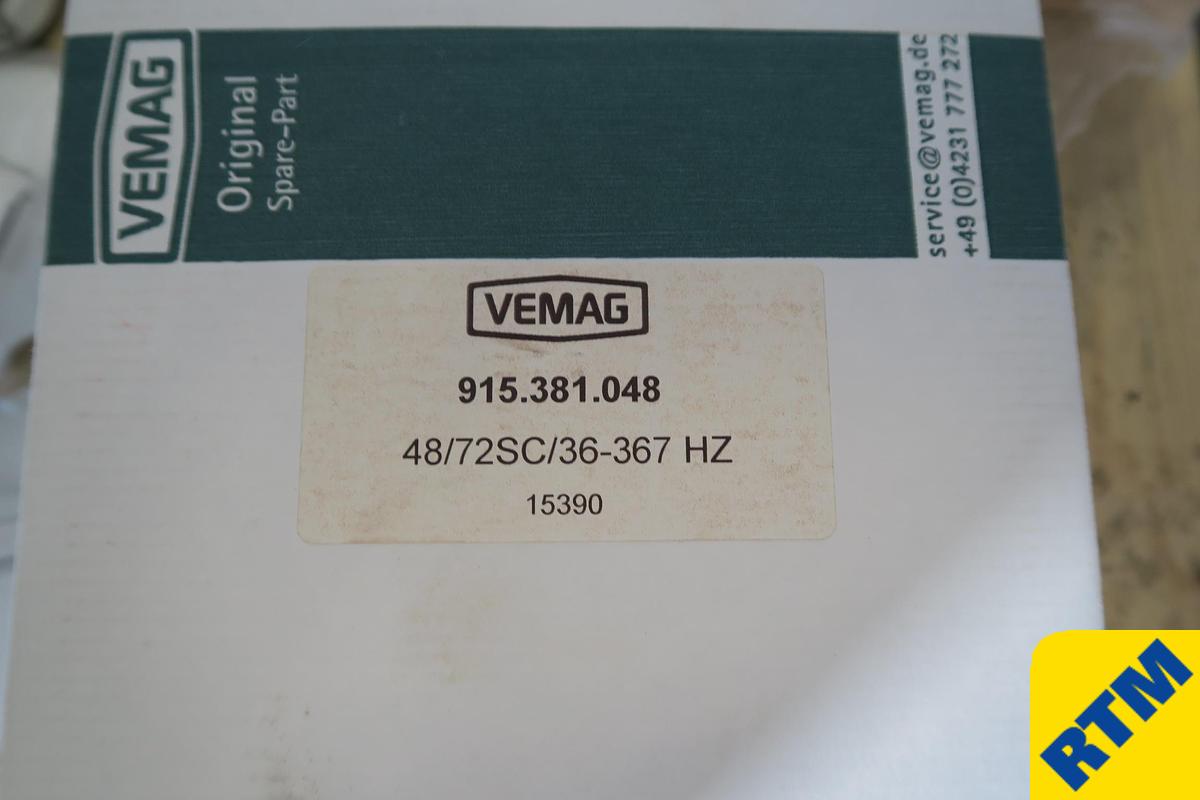 VEMAG
Original
Spare-Part
service@vemag.de
+49 (0)4231 777 272
VEMAG
915.381.048
48/72SC/36-367 HZ
15390
RTM